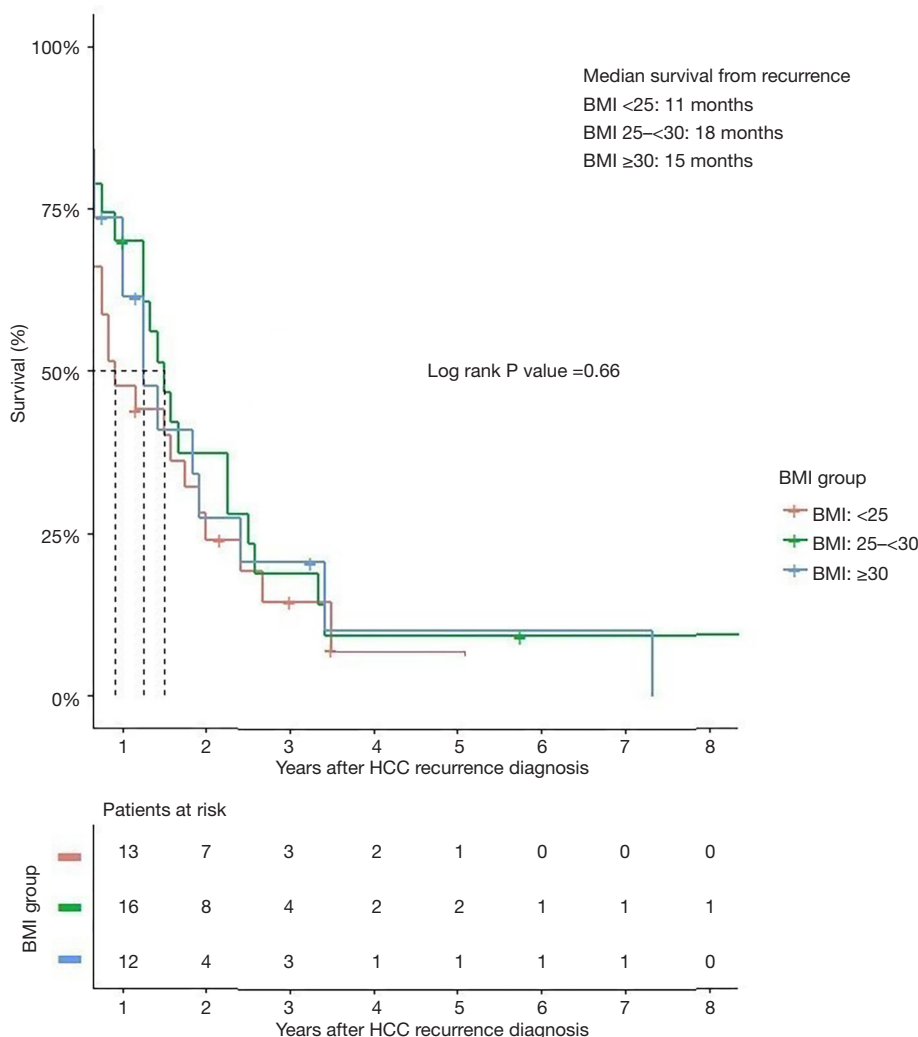 100%
75%
50%
25%
0%
Survival (%)
Median survival from recurrence
BMI <25: 11 months
BMI 25–<30: 18 months
BMI ≥30: 15 months
Log rank P value =0.66
BMI group
BMI: <25
BMI: 25–<30
BMI: ≥30
1 2 3 4 5 6 7 8
Years after HCC recurrence diagnosis
Patients at risk
BMI group
13 7 3 2 1 0 0 0
16 8 4 2 2 1 1 1
12 4 3 1 1 1 1 0
1 2 3 4 5 6 7 8
Years after HCC recurrence diagnosis